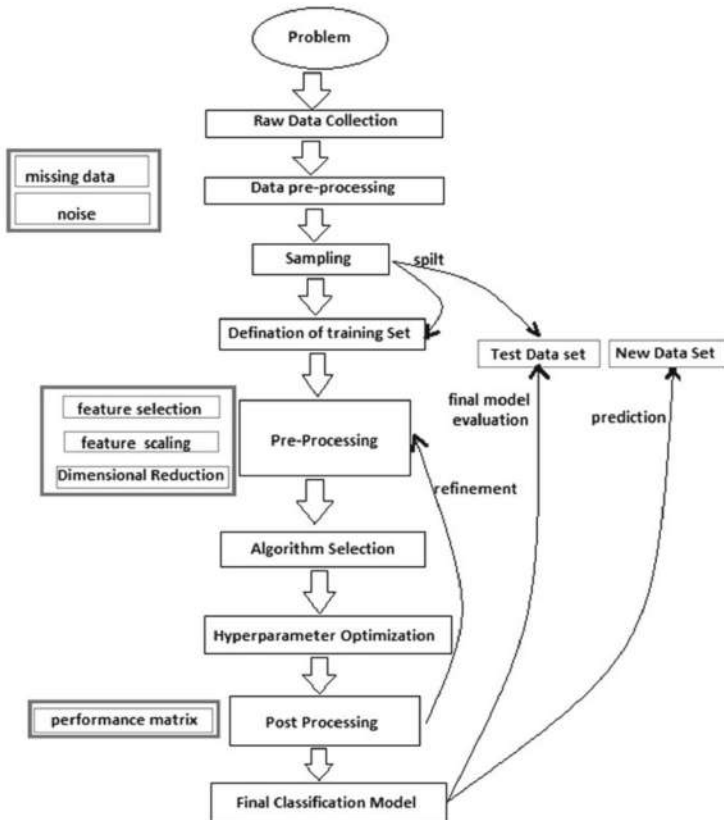 Problem
Raw Data Collection
missing data
noise
Data pre-processing
Sampling
spilt
Defination of training Set
Test Data set
New Data Set
feature selection
feature scaling
Dimensional Reduction
Pre-Processing
final model
evaluation
prediction
refinement
Algorithm Selection
Hyperparameter Optimization
performance matrix
Post Processing
Final Classification Model